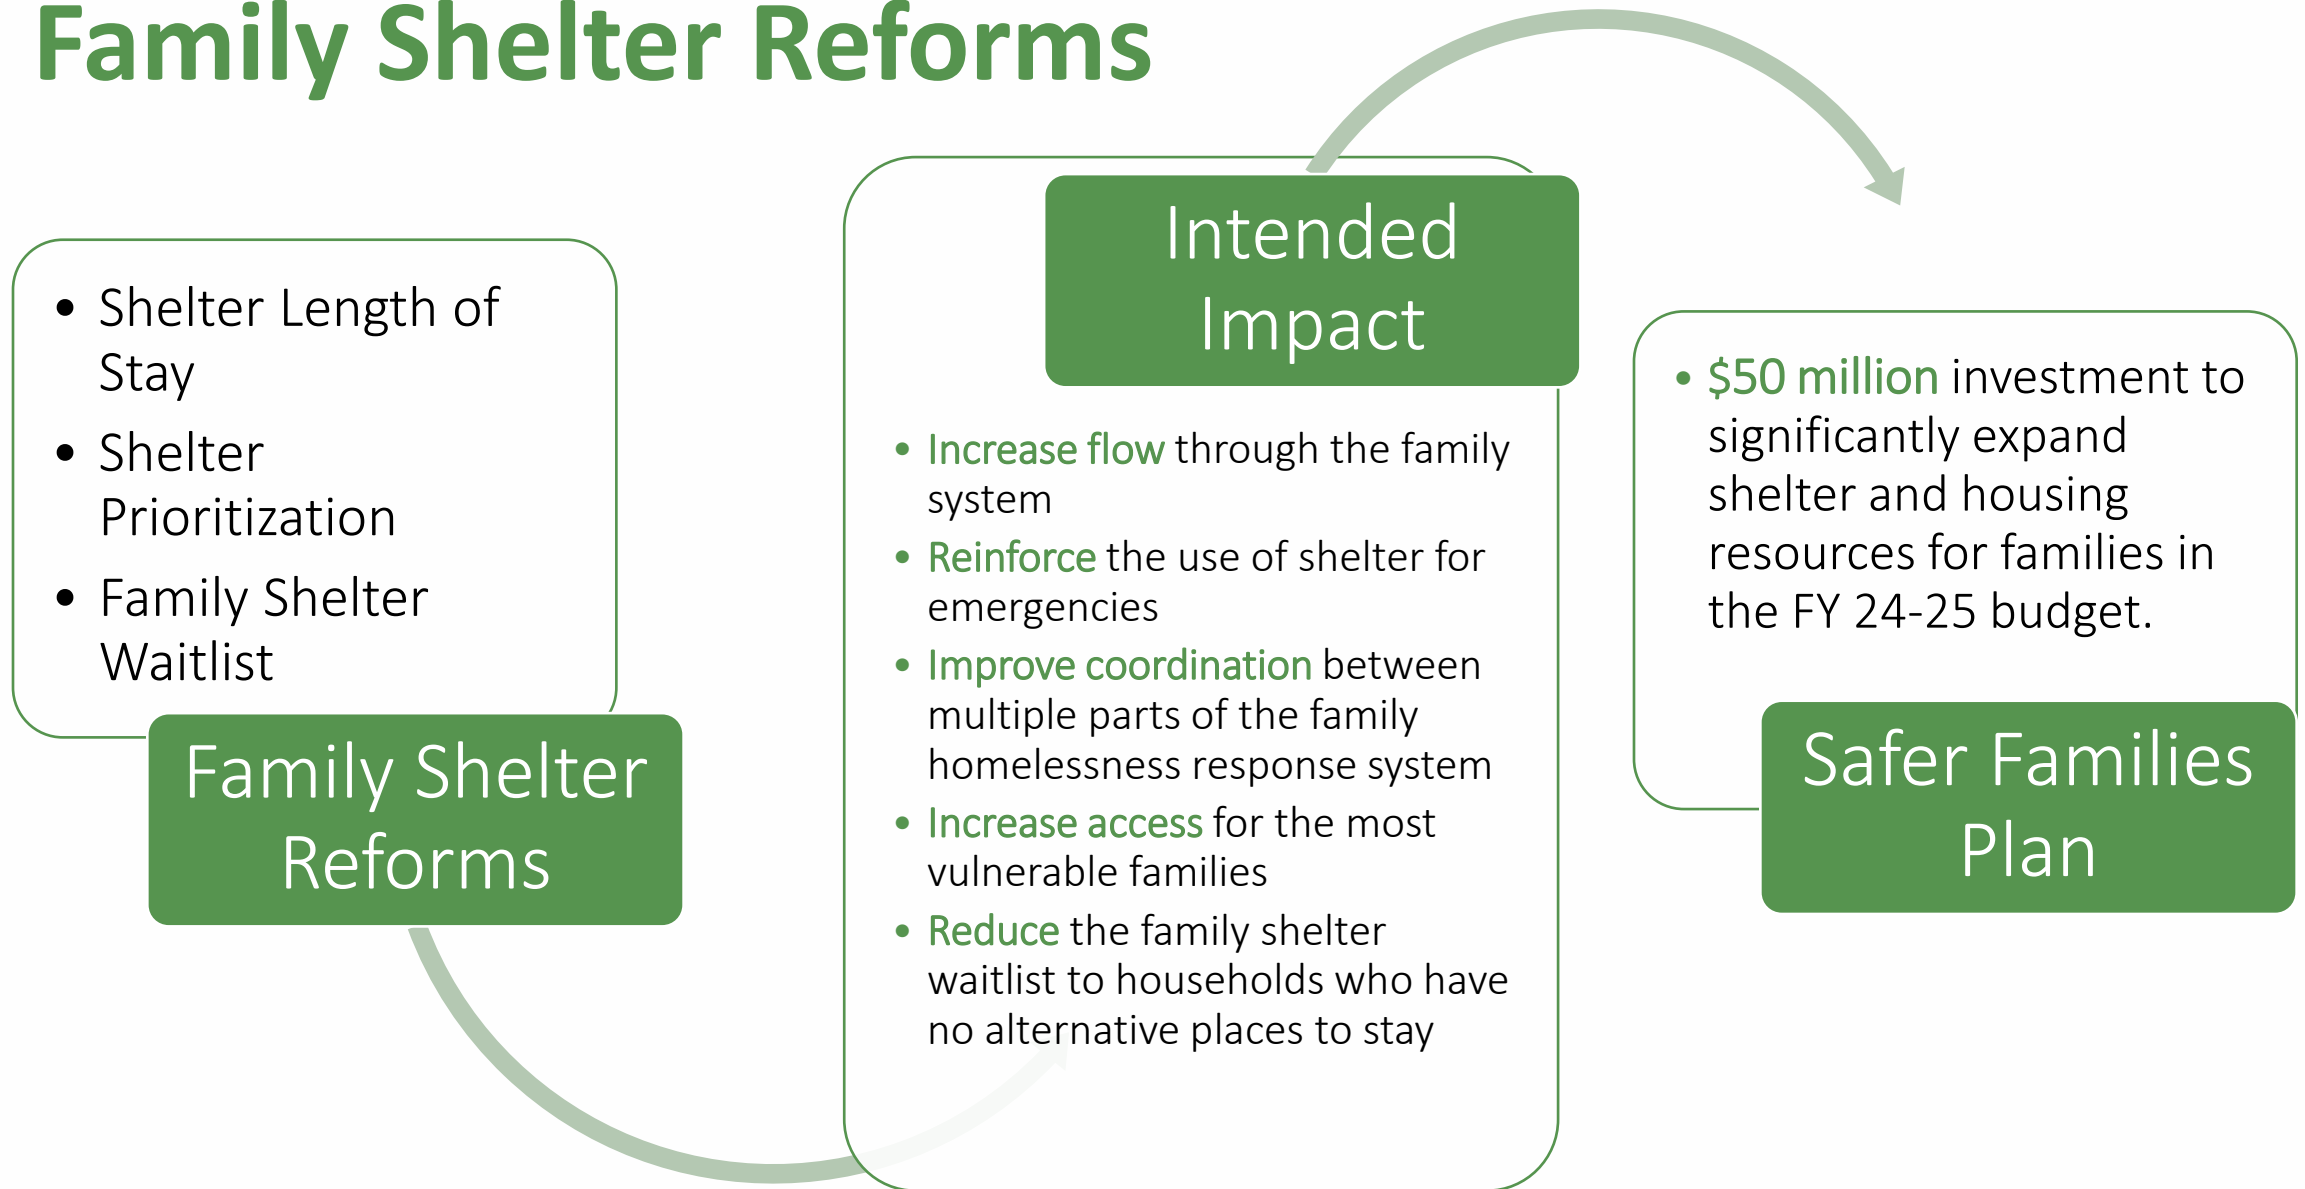 Family Shelter Reforms
• Shelter Length of
Stay
• Shelter
Prioritization
• Family Shelter
Waitlist
Family Shelter
Reforms
Intended
Impact
• Increase flow through the family
system
• Reinforce the use of shelter for
emergencies
• Improve coordination between
multiple parts of the family
homelessness response system
• Increase access for the most
vulnerable families
• Reduce the family shelter
waitlist to households who have
no alternative places to stay
• $50 million investment to
significantly expand
shelter and housing
resources for families in
the FY 24-25 budget.
Safer Families
Plan